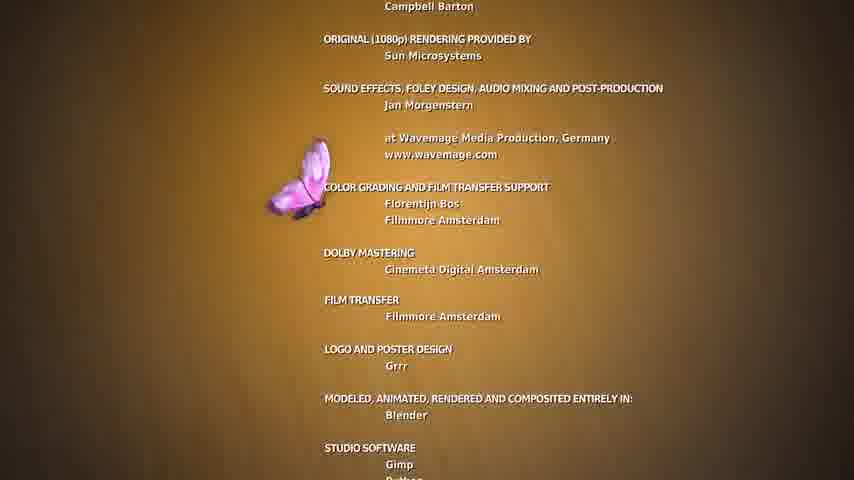 Campbell Barton
ORIGINAL (1080p) RENDERING PROVIDED BY
Sun Microsystems
SOUND EFFECTS, FOLEY DESIGN, AUDIO MIXING AND POST-PRODUCTION
Jan Morgenstern
at Wavemage Media Production, Germany
www.wavemage.com
COLOR GRADING AND FILM TRANSFER SUPPORT
Florentijn Bos
Filmmore Amsterdam
DOLBY MASTERING
Cinemeta Digital Amsterdam
FILM TRANSFER
Filmmore Amsterdam
LOGO AND POSTER DESIGN
Grrr
MODELED, ANIMATED, RENDERED AND COMPOSITED ENTIRELY IN:
Blender
STUDIO SOFTWARE
Gimp